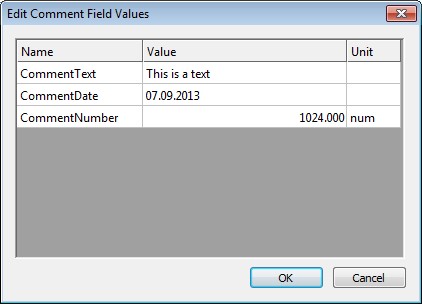 Edit Comment Field Values
Name Value Unit
CommentText This is a text
CommentDate 07.09.2013
CommentNumber 1024.000 num
OK Cancel